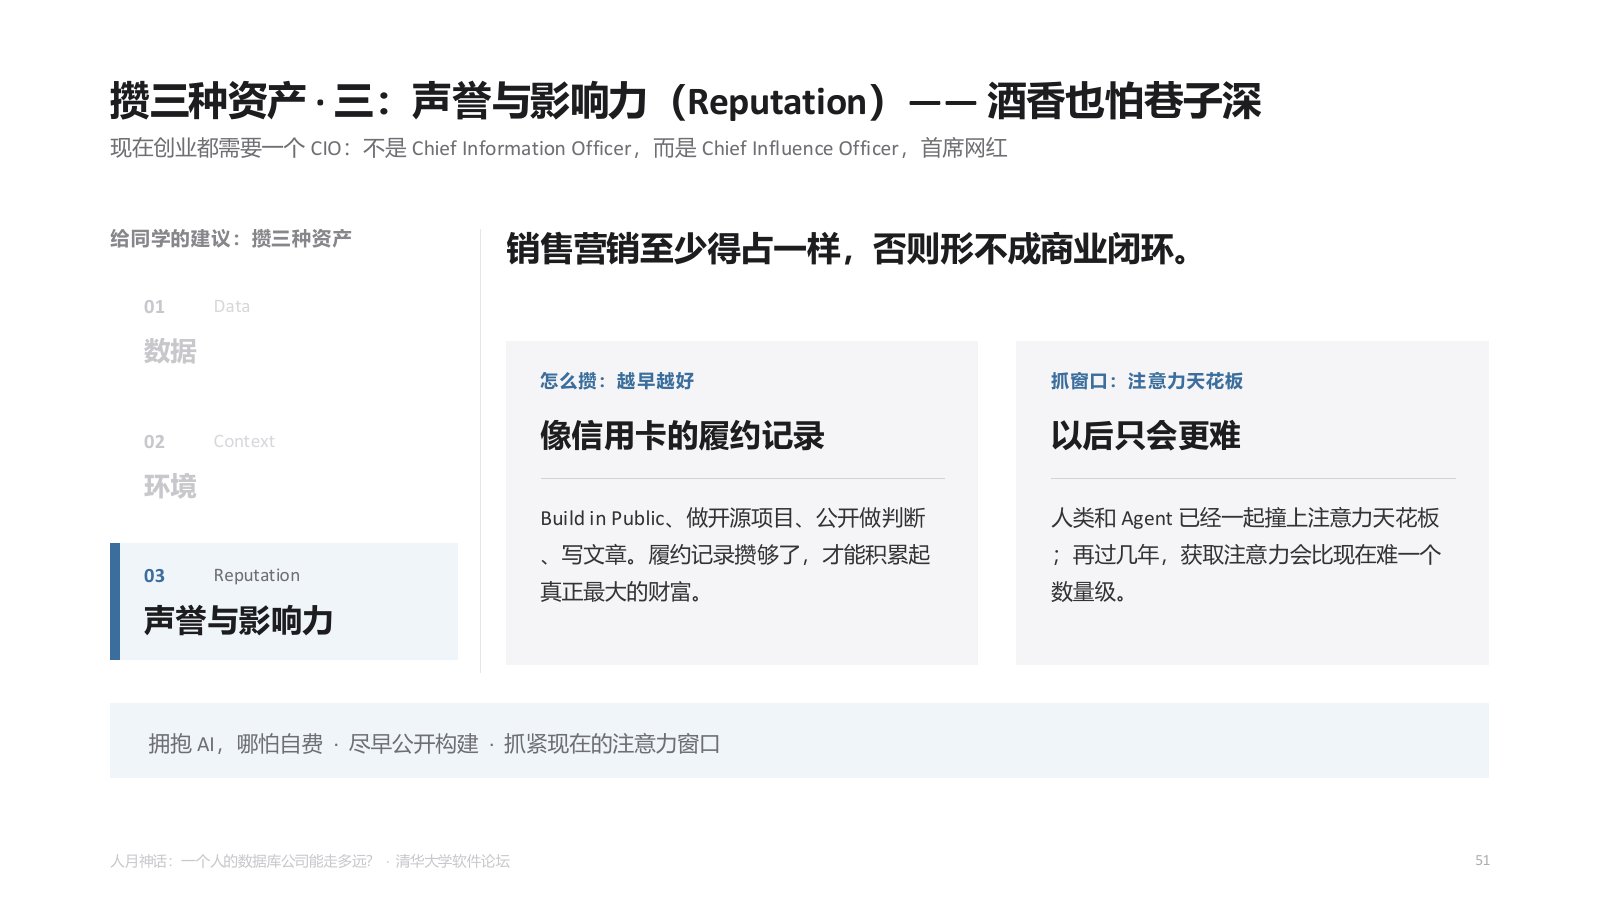 攒三种资产 · 三：声誉与影响力（Reputation）—— 酒香也怕巷子深
现在创业都需要一个 CIO：不是 Chief Information Officer，而是 Chief Influence Officer，首席网红
给同学的建议：攒三种资产
01 Data
数据
02 Context
环境
03 Reputation
声誉与影响力
销售营销至少得占一样，否则形不成商业闭环。
怎么攒：越早越好
像信用卡的履约记录
Build in Public、做开源项目、公开做判断
、写文章。履约记录攒够了，才能积累起
真正最大的财富。
抓窗口：注意力天花板
以后只会更难
人类和 Agent 已经一起撞上注意力天花板
；再过几年，获取注意力会比现在难一个
数量级。
拥抱 AI，哪怕自费 · 尽早公开构建 · 抓紧现在的注意力窗口
人月神话：一个人的数据库公司能走多远？ · 清华大学软件论坛
51